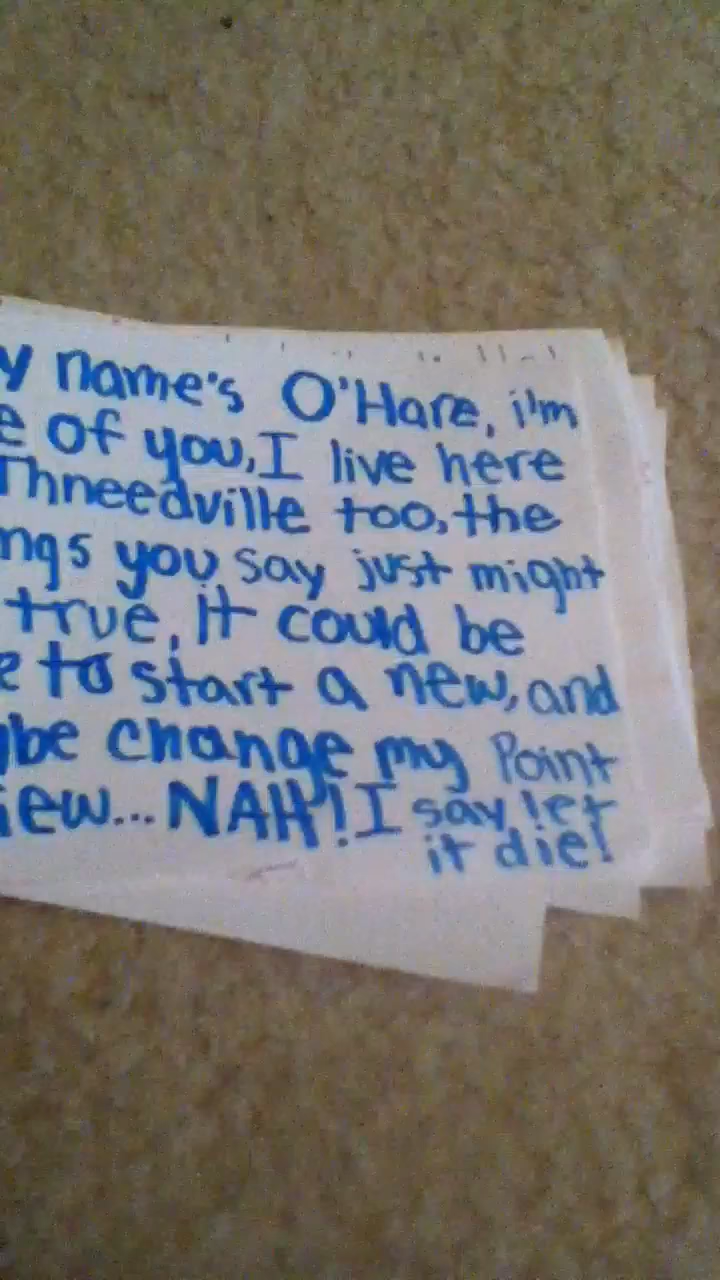 y name's O'Hare, i'm
e of you, I live here
Thneedville too, the
ngs you say just might
true, it could be
e to start a new, and
ybe change my Point
iew... NAH! I say let
it die!